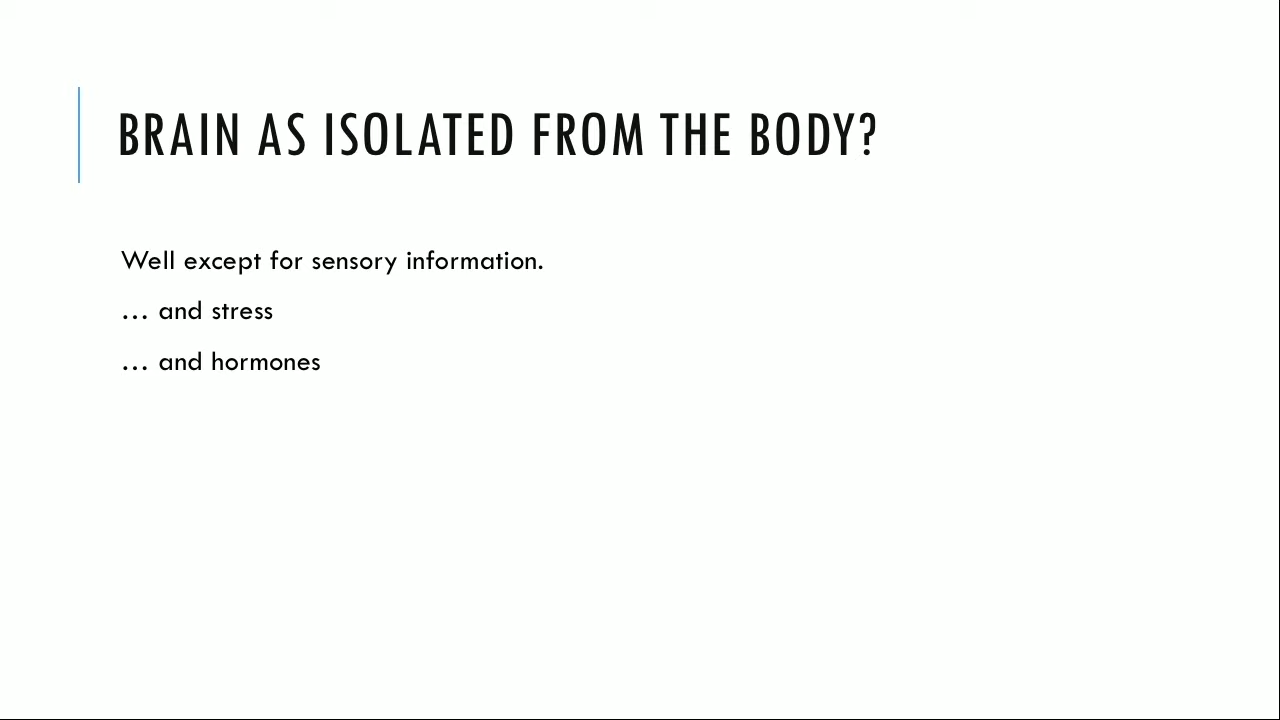 BRAIN AS ISOLATED FROM THE BODY?
Well except for sensory information.
… and stress
… and hormones